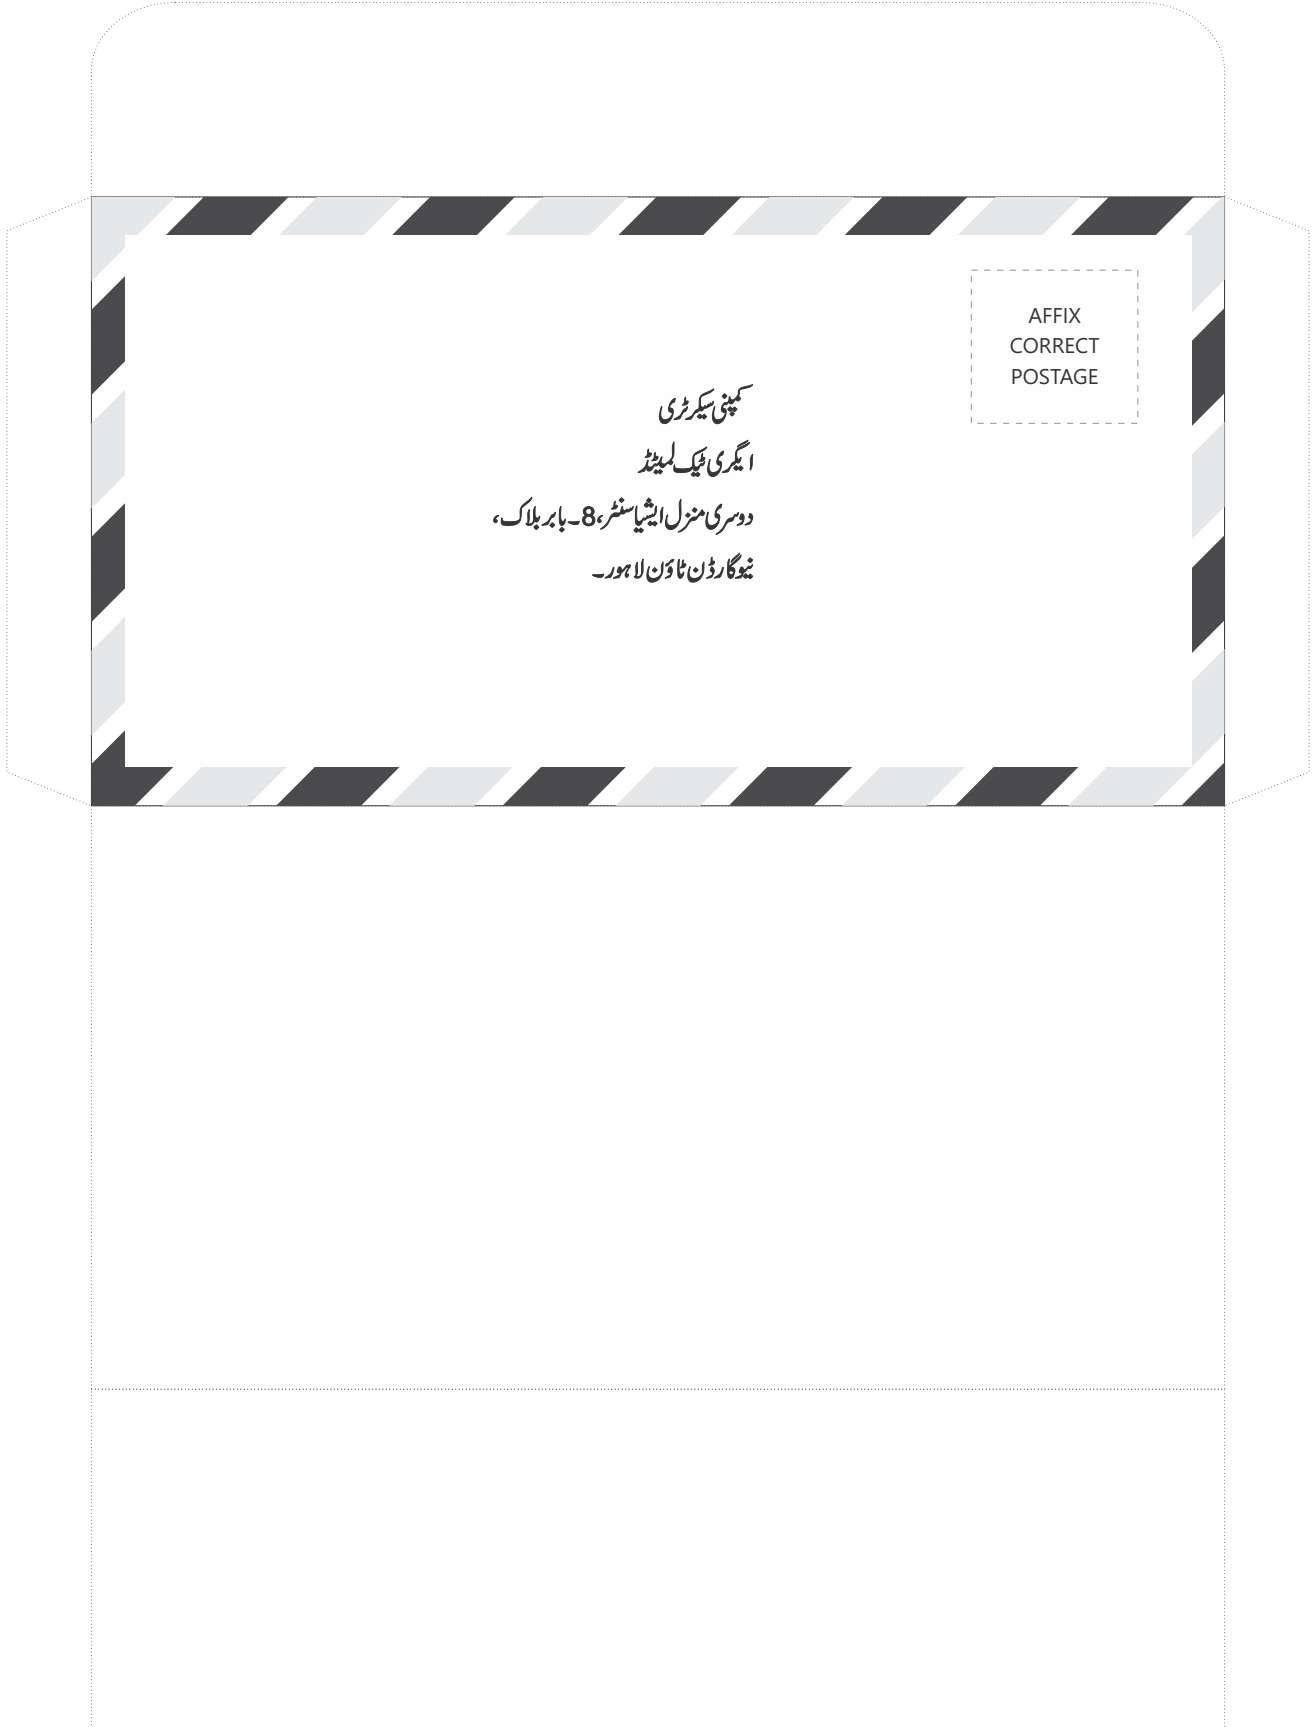 AFFIX
CORRECT
POSTAGE
کمپنی سیکرٹری
ایگری ٹیک لمیٹڈ
دوسری منزل ایشیا سنٹر، 8۔ بابر بلاک،
نیو گارڈن ٹاؤن لاہور۔